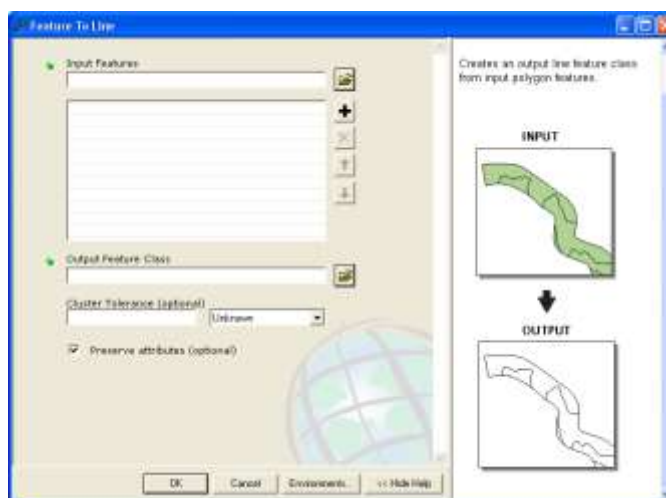 Feature To Line
Input Features
Output Feature Class
Cluster Tolerance (optional)
Unknown
Preserve attributes (optional)
OK
Cancel
Environments...
<< Hide Help
Creates an output line feature class
from input polygon features.
INPUT
OUTPUT